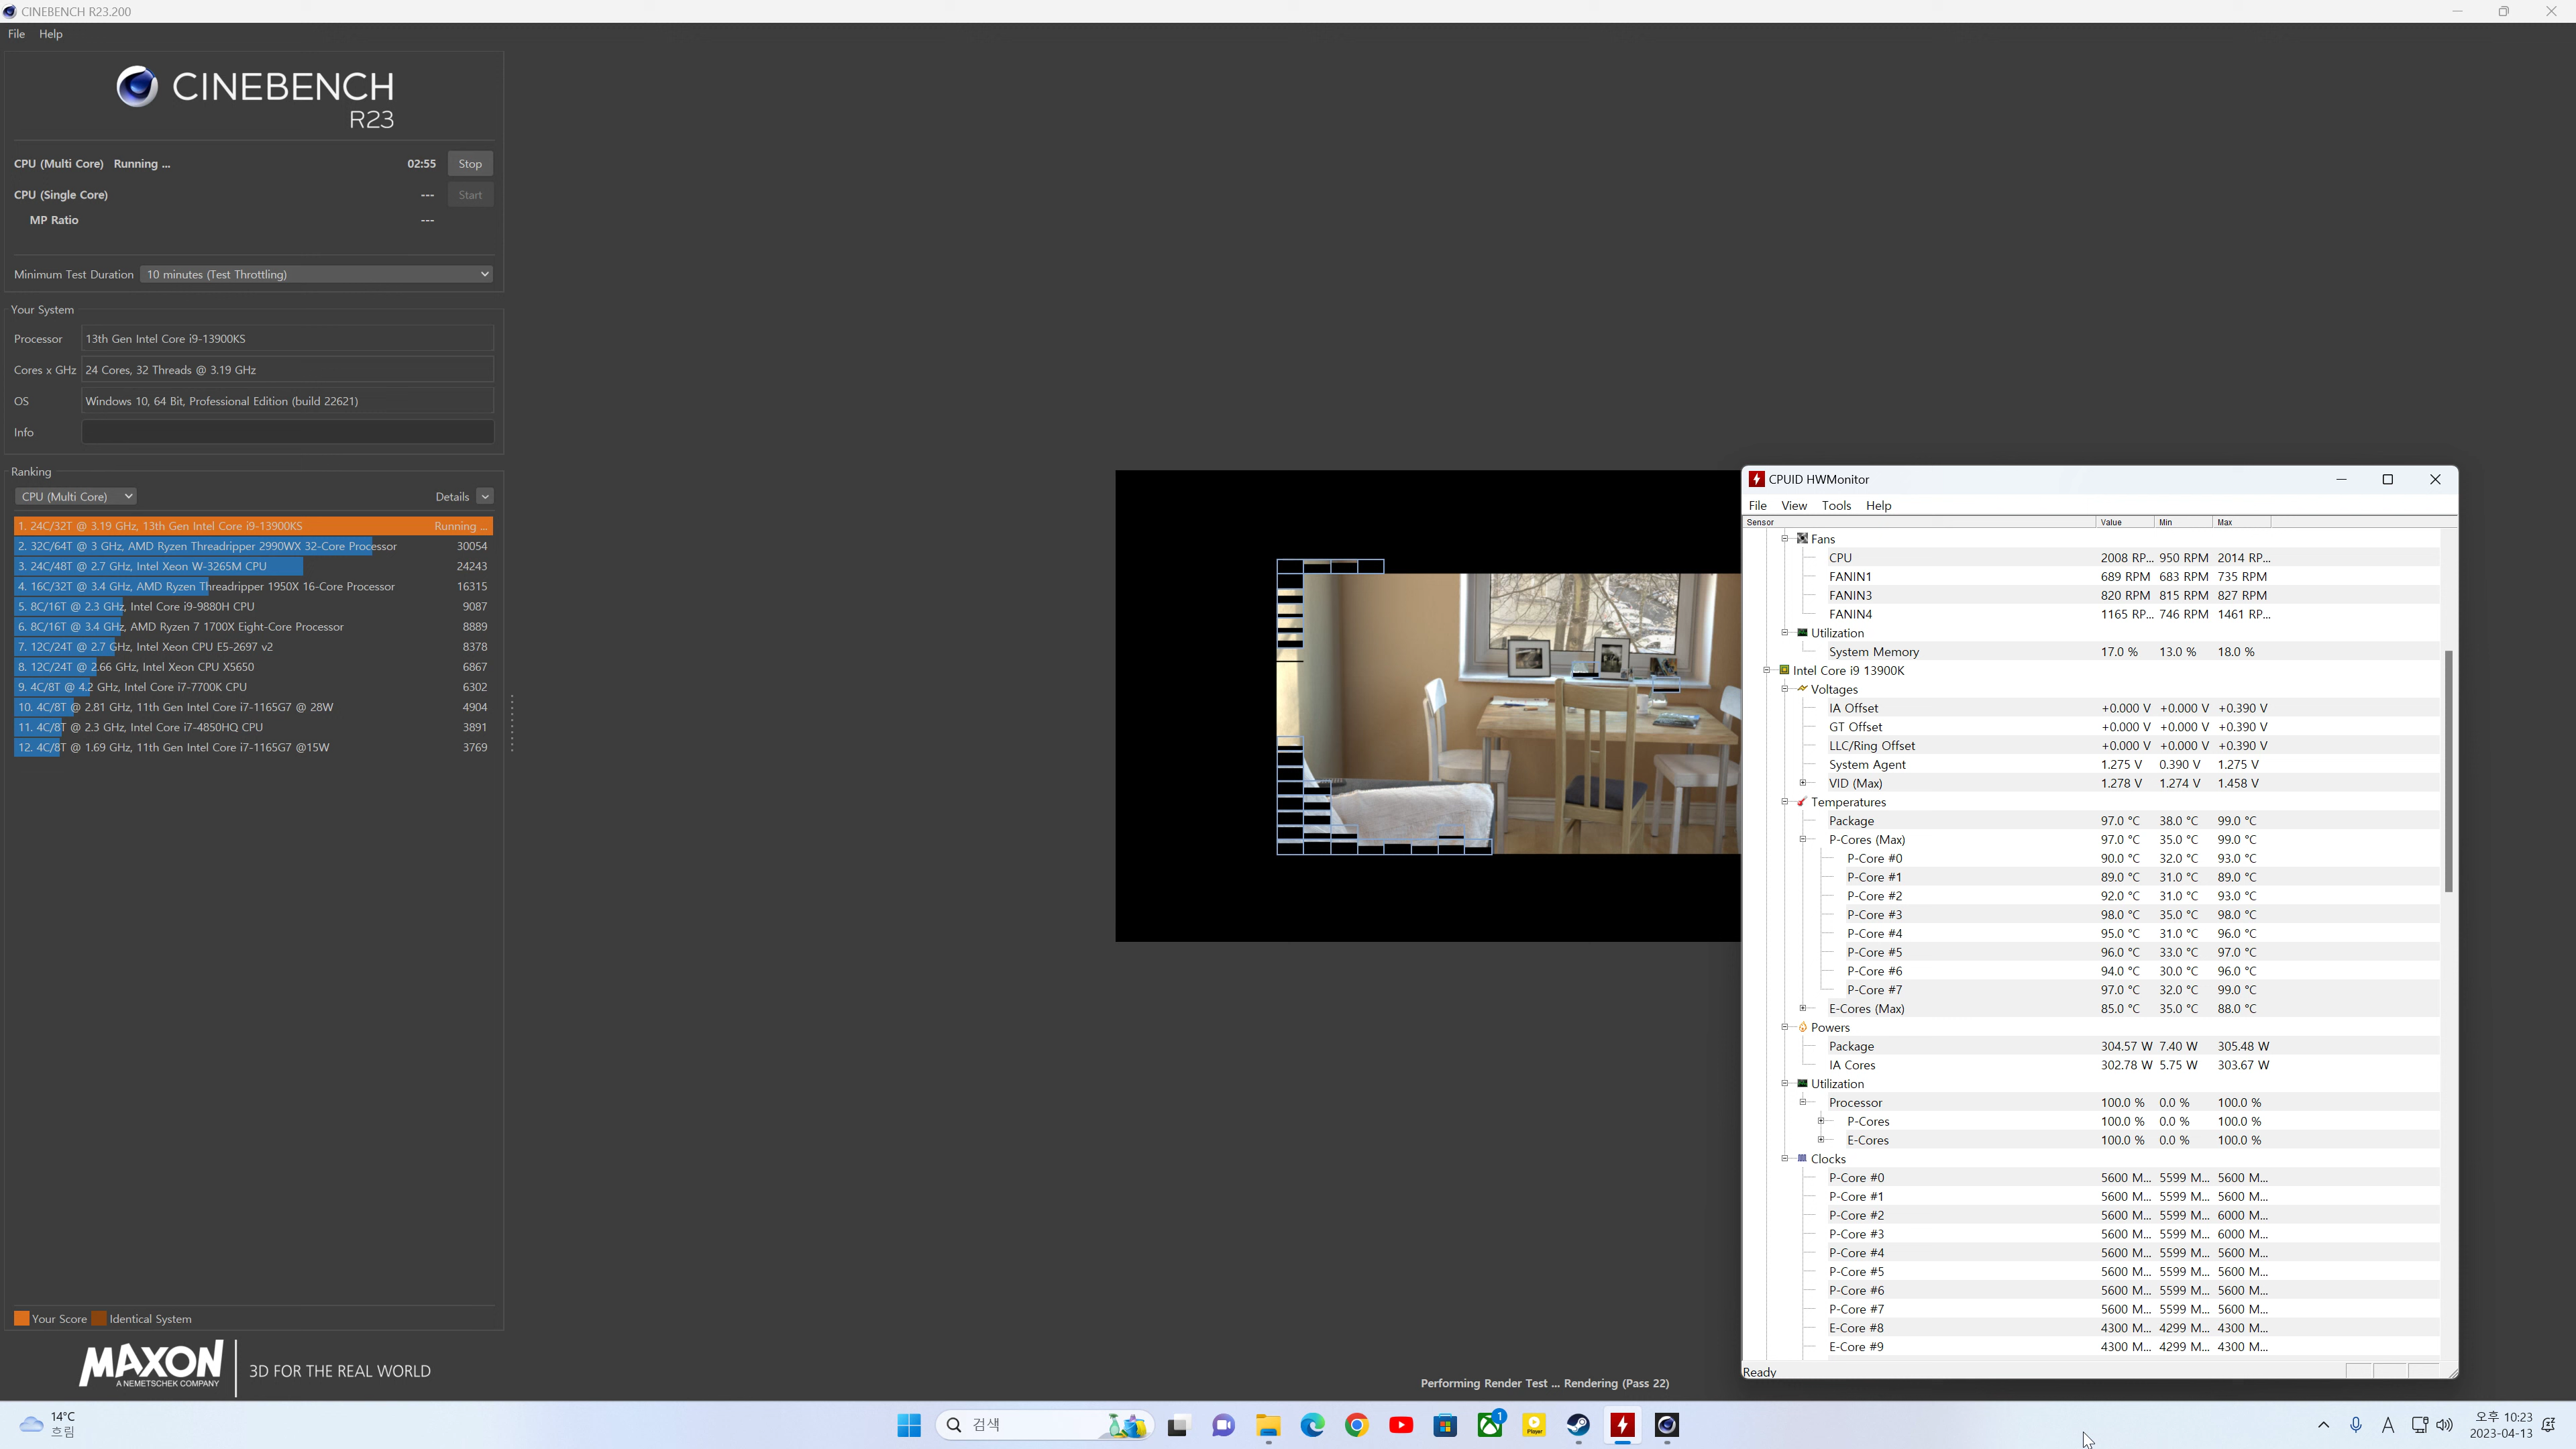 CINEBENCH R23.200
File Help
CINEBENCH
R23
CPU (Multi Core) Running ... 02:55 Stop
CPU (Single Core) --- Start
MP Ratio ---
Minimum Test Duration 10 minutes (Test Throttling)
Your System
Processor 13th Gen Intel Core i9-13900KS
Cores x GHz 24 Cores, 32 Threads @ 3.19 GHz
OS Windows 10, 64 Bit, Professional Edition (build 22621)
Info
Ranking
CPU (Multi Core) Details
1. 24C/32T @ 3.19 GHz, 13th Gen Intel Core i9-13900KS Running ...
2. 32C/64T @ 3 GHz, AMD Ryzen Threadripper 2990WX 32-Core Processor 30054
3. 24C/48T @ 2.7 GHz, Intel Xeon W-3265M CPU 24243
4. 16C/32T @ 3.4 GHz, AMD Ryzen Threadripper 1950X 16-Core Processor 16315
5. 8C/16T @ 2.3 GHz, Intel Core i9-9880H CPU 9087
6. 8C/16T @ 3.4 GHz, AMD Ryzen 7 1700X Eight-Core Processor 8889
7. 12C/24T @ 2.7 GHz, Intel Xeon CPU E5-2697 v2 8378
8. 12C/24T @ 2.66 GHz, Intel Xeon CPU X5650 6867
9. 4C/8T @ 4.2 GHz, Intel Core i7-7700K CPU 6302
10. 4C/8T @ 2.81 GHz, 11th Gen Intel Core i7-1165G7 @ 28W 4904
11. 4C/8T @ 2.3 GHz, Intel Core i7-4850HQ CPU 3891
12. 4C/8T @ 1.69 GHz, 11th Gen Intel Core i7-1165G7 @15W 3769
Your Score Identical System
MAXON
A NEMETSCHEK COMPANY
3D FOR THE REAL WORLD
Performing Render Test ... Rendering (Pass 22)
CPUID HWMonitor
File View Tools Help
Sensor Value Min Max
Fans
CPU 2008 RP... 950 RPM 2014 RP...
FANIN1 689 RPM 683 RPM 735 RPM
FANIN3 820 RPM 815 RPM 827 RPM
FANIN4 1165 RP... 746 RPM 1461 RP...
Utilization
System Memory 17.0 % 13.0 % 18.0 %
Intel Core i9 13900K
Voltages
IA Offset +0.000 V +0.000 V +0.390 V
GT Offset +0.000 V +0.000 V +0.390 V
LLC/Ring Offset +0.000 V +0.000 V +0.390 V
System Agent 1.275 V 0.390 V 1.275 V
VID (Max) 1.278 V 1.274 V 1.458 V
Temperatures
Package 97.0 °C 38.0 °C 99.0 °C
P-Cores (Max) 97.0 °C 35.0 °C 99.0 °C
P-Core #0 90.0 °C 32.0 °C 93.0 °C
P-Core #1 89.0 °C 31.0 °C 89.0 °C
P-Core #2 92.0 °C 31.0 °C 93.0 °C
P-Core #3 98.0 °C 35.0 °C 98.0 °C
P-Core #4 95.0 °C 31.0 °C 96.0 °C
P-Core #5 96.0 °C 33.0 °C 97.0 °C
P-Core #6 94.0 °C 30.0 °C 96.0 °C
P-Core #7 97.0 °C 32.0 °C 99.0 °C
E-Cores (Max) 85.0 °C 35.0 °C 88.0 °C
Powers
Package 304.57 W 7.40 W 305.48 W
IA Cores 302.78 W 5.75 W 303.67 W
Utilization
Processor 100.0 % 0.0 % 100.0 %
P-Cores 100.0 % 0.0 % 100.0 %
E-Cores 100.0 % 0.0 % 100.0 %
Clocks
P-Core #0 5600 M... 5599 M... 5600 M...
P-Core #1 5600 M... 5599 M... 5600 M...
P-Core #2 5600 M... 5599 M... 6000 M...
P-Core #3 5600 M... 5599 M... 6000 M...
P-Core #4 5600 M... 5599 M... 5600 M...
P-Core #5 5600 M... 5599 M... 5600 M...
P-Core #6 5600 M... 5599 M... 5600 M...
P-Core #7 5600 M... 5599 M... 5600 M...
E-Core #8 4300 M... 4299 M... 4300 M...
E-Core #9 4300 M... 4299 M... 4300 M...
Ready
14°C
흐림
검색
1
Player
A
오후 10:23
2023-04-13